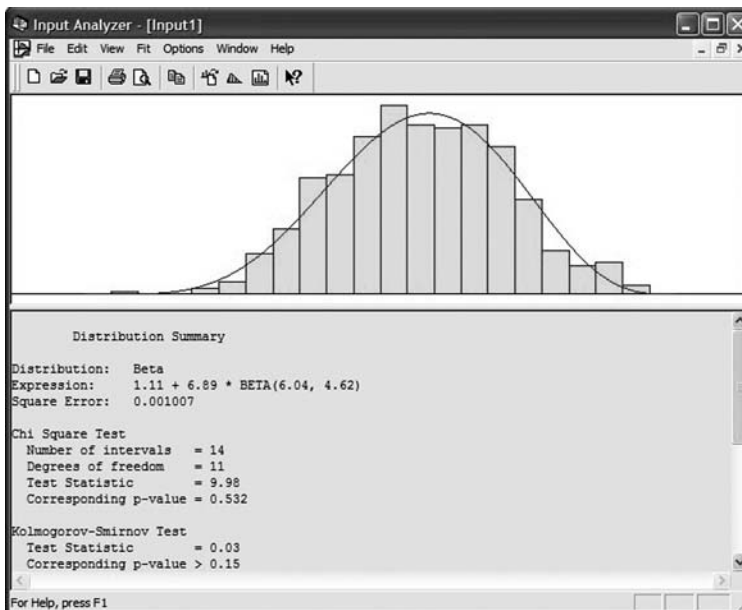 Input Analyzer - [Input1]
File Edit View Fit Options Window Help
Distribution Summary
Distribution: Beta
Expression: 1.11 + 6.89 * BETA(6.04, 4.62)
Square Error: 0.001007
Chi Square Test
Number of intervals = 14
Degrees of freedom = 11
Test Statistic = 9.98
Corresponding p-value = 0.532
Kolmogorov-Smirnov Test
Test Statistic = 0.03
Corresponding p-value > 0.15
For Help, press F1